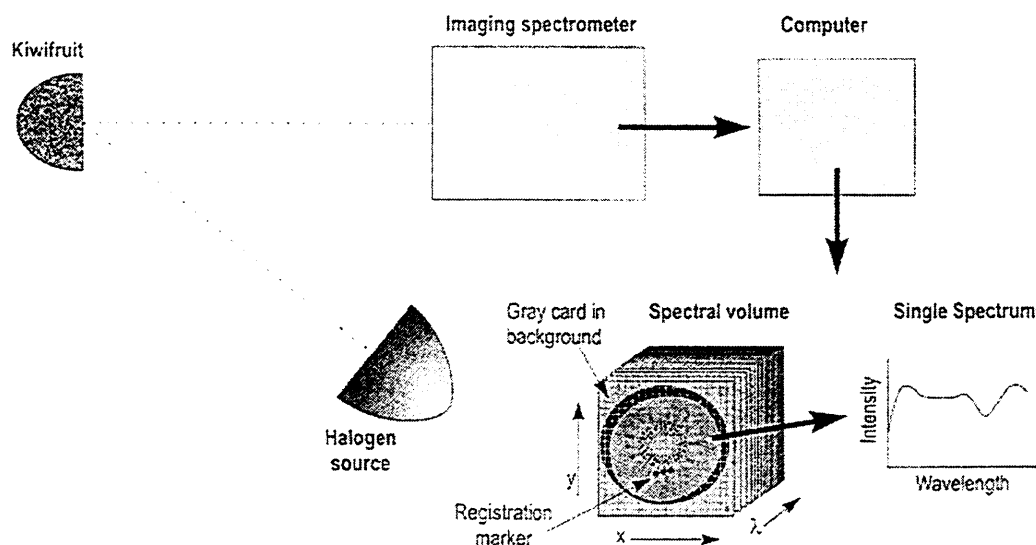 Imaging spectrometer
Computer
Kiwifruit
Gray card in
background
Spectral volume
Single Spectrum
Halogen
source
y
Registration
marker
x
λ
Intensity
Wavelength